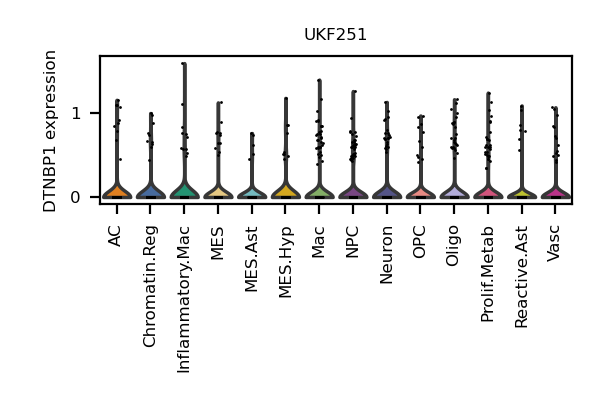 UKF251
DTNBP1 expression
1
0
AC
Chromatin.Reg
Inflammatory.Mac
MES
MES.Ast
MES.Hyp
Mac
NPC
Neuron
OPC
Oligo
Prolif.Metab
Reactive.Ast
Vasc